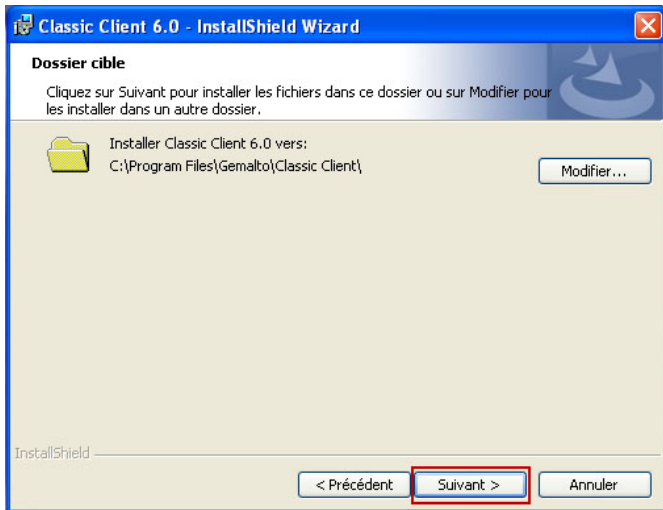 Classic Client 6.0 - InstallShield Wizard
Dossier cible
Cliquez sur Suivant pour installer les fichiers dans ce dossier ou sur Modifier pour
les installer dans un autre dossier.
Installer Classic Client 6.0 vers:
C:\Program Files\Gemalto\Classic Client\
Modifier...
InstallShield
< Précédent
Suivant >
Annuler